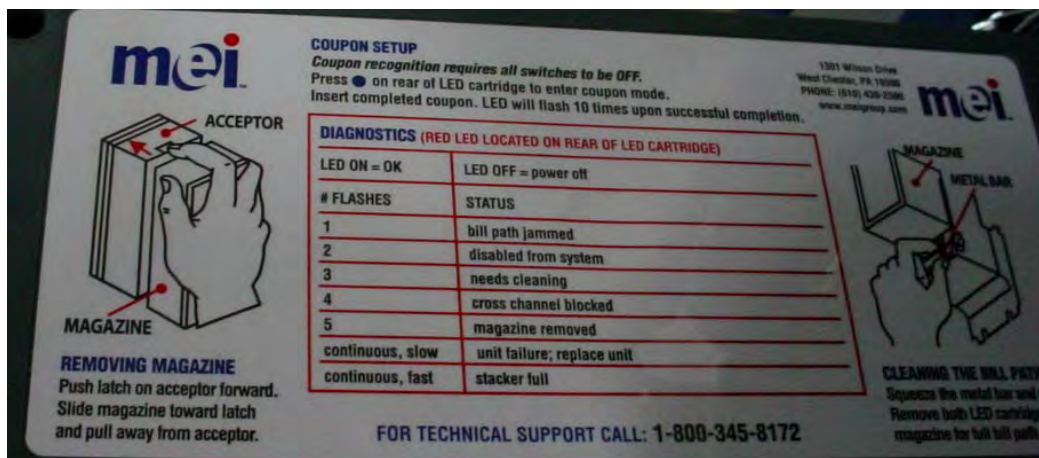 mei
ACCEPTOR
MAGAZINE
REMOVING MAGAZINE
Push latch on acceptor forward.
Slide magazine toward latch
and pull away from acceptor.
COUPON SETUP
Coupon recognition requires all switches to be OFF.
Press ● on rear of LED cartridge to enter coupon mode.
Insert completed coupon. LED will flash 10 times upon successful completion.
DIAGNOSTICS (RED LED LOCATED ON REAR OF LED CARTRIDGE)
LED ON = OK LED OFF = power off
# FLASHES STATUS
1 bill path jammed
2 disabled from system
3 needs cleaning
4 cross channel blocked
5 magazine removed
continuous, slow unit failure; replace unit
continuous, fast stacker full
FOR TECHNICAL SUPPORT CALL: 1-800-345-8172
1301 Wilson Drive
West Chester, PA
PHONE: (610)
www.meigroup.com
mei
MAGAZINE
METAL BAR
CLEANING THE BILL PATH
Squeeze the metal bar and
Remove both LED cartridge
magazine for full bill path